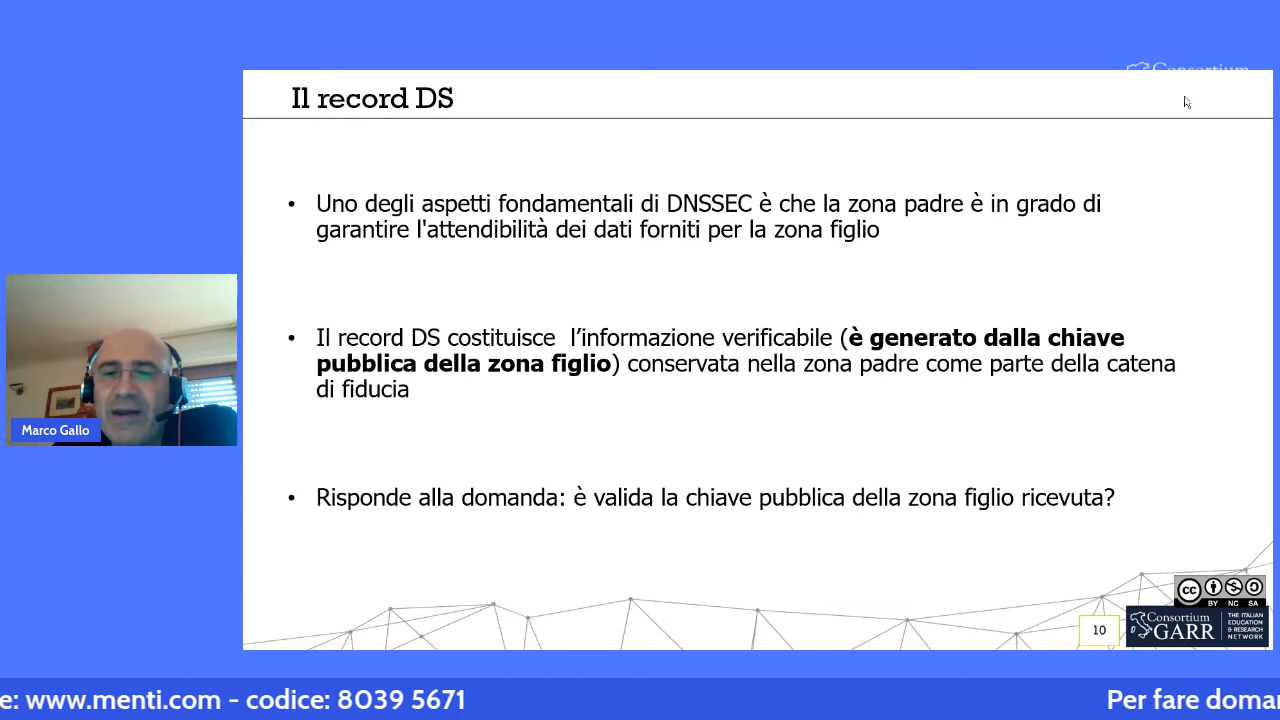 Consortium
Il record DS
• Uno degli aspetti fondamentali di DNSSEC è che la zona padre è in grado di
garantire l'attendibilità dei dati forniti per la zona figlio
• Il record DS costituisce  l’informazione verificabile (è generato dalla chiave
pubblica della zona figlio) conservata nella zona padre come parte della catena
di fiducia
• Risponde alla domanda: è valida la chiave pubblica della zona figlio ricevuta?
Marco Gallo
cc
BY NC SA
10
Consortium
GARR
THE ITALIAN
EDUCATION
& RESEARCH
NETWORK
e: www.menti.com - codice: 8039 5671
Per fare doma